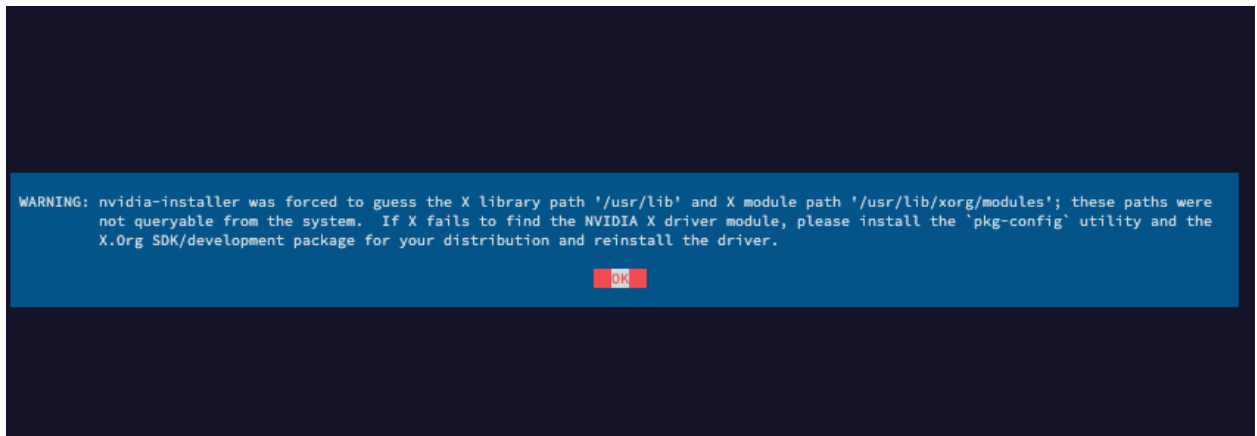 WARNING: nvidia-installer was forced to guess the X library path '/usr/lib' and X module path '/usr/lib/xorg/modules'; these paths were
not queryable from the system.  If X fails to find the NVIDIA X driver module, please install the `pkg-config` utility and the
X.Org SDK/development package for your distribution and reinstall the driver.
OK